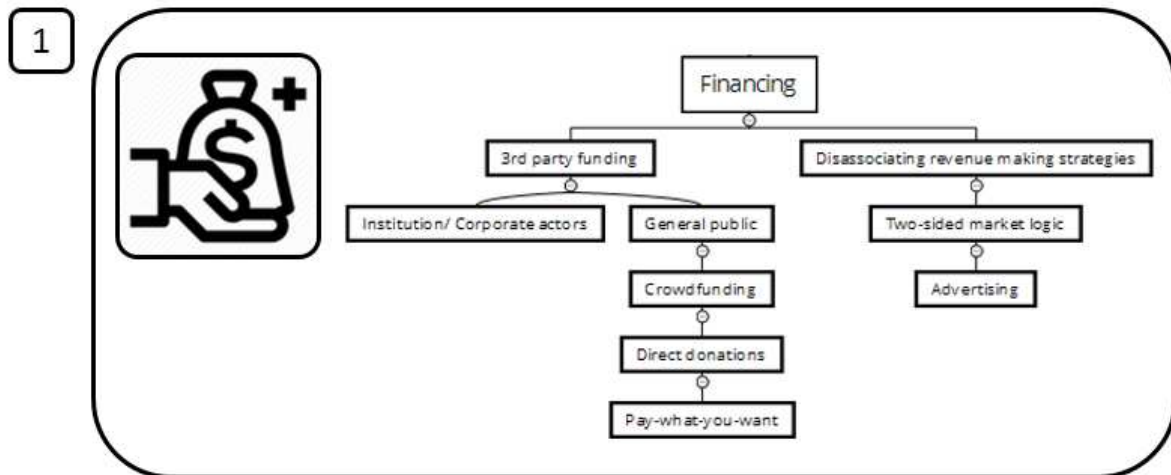 1
Financing
3rd party funding
Disassociating revenue making strategies
Institution/ Corporate actors
General public
Two-sided market logic
Crowdfunding
Advertising
Direct donations
Pay-what-you-want
$